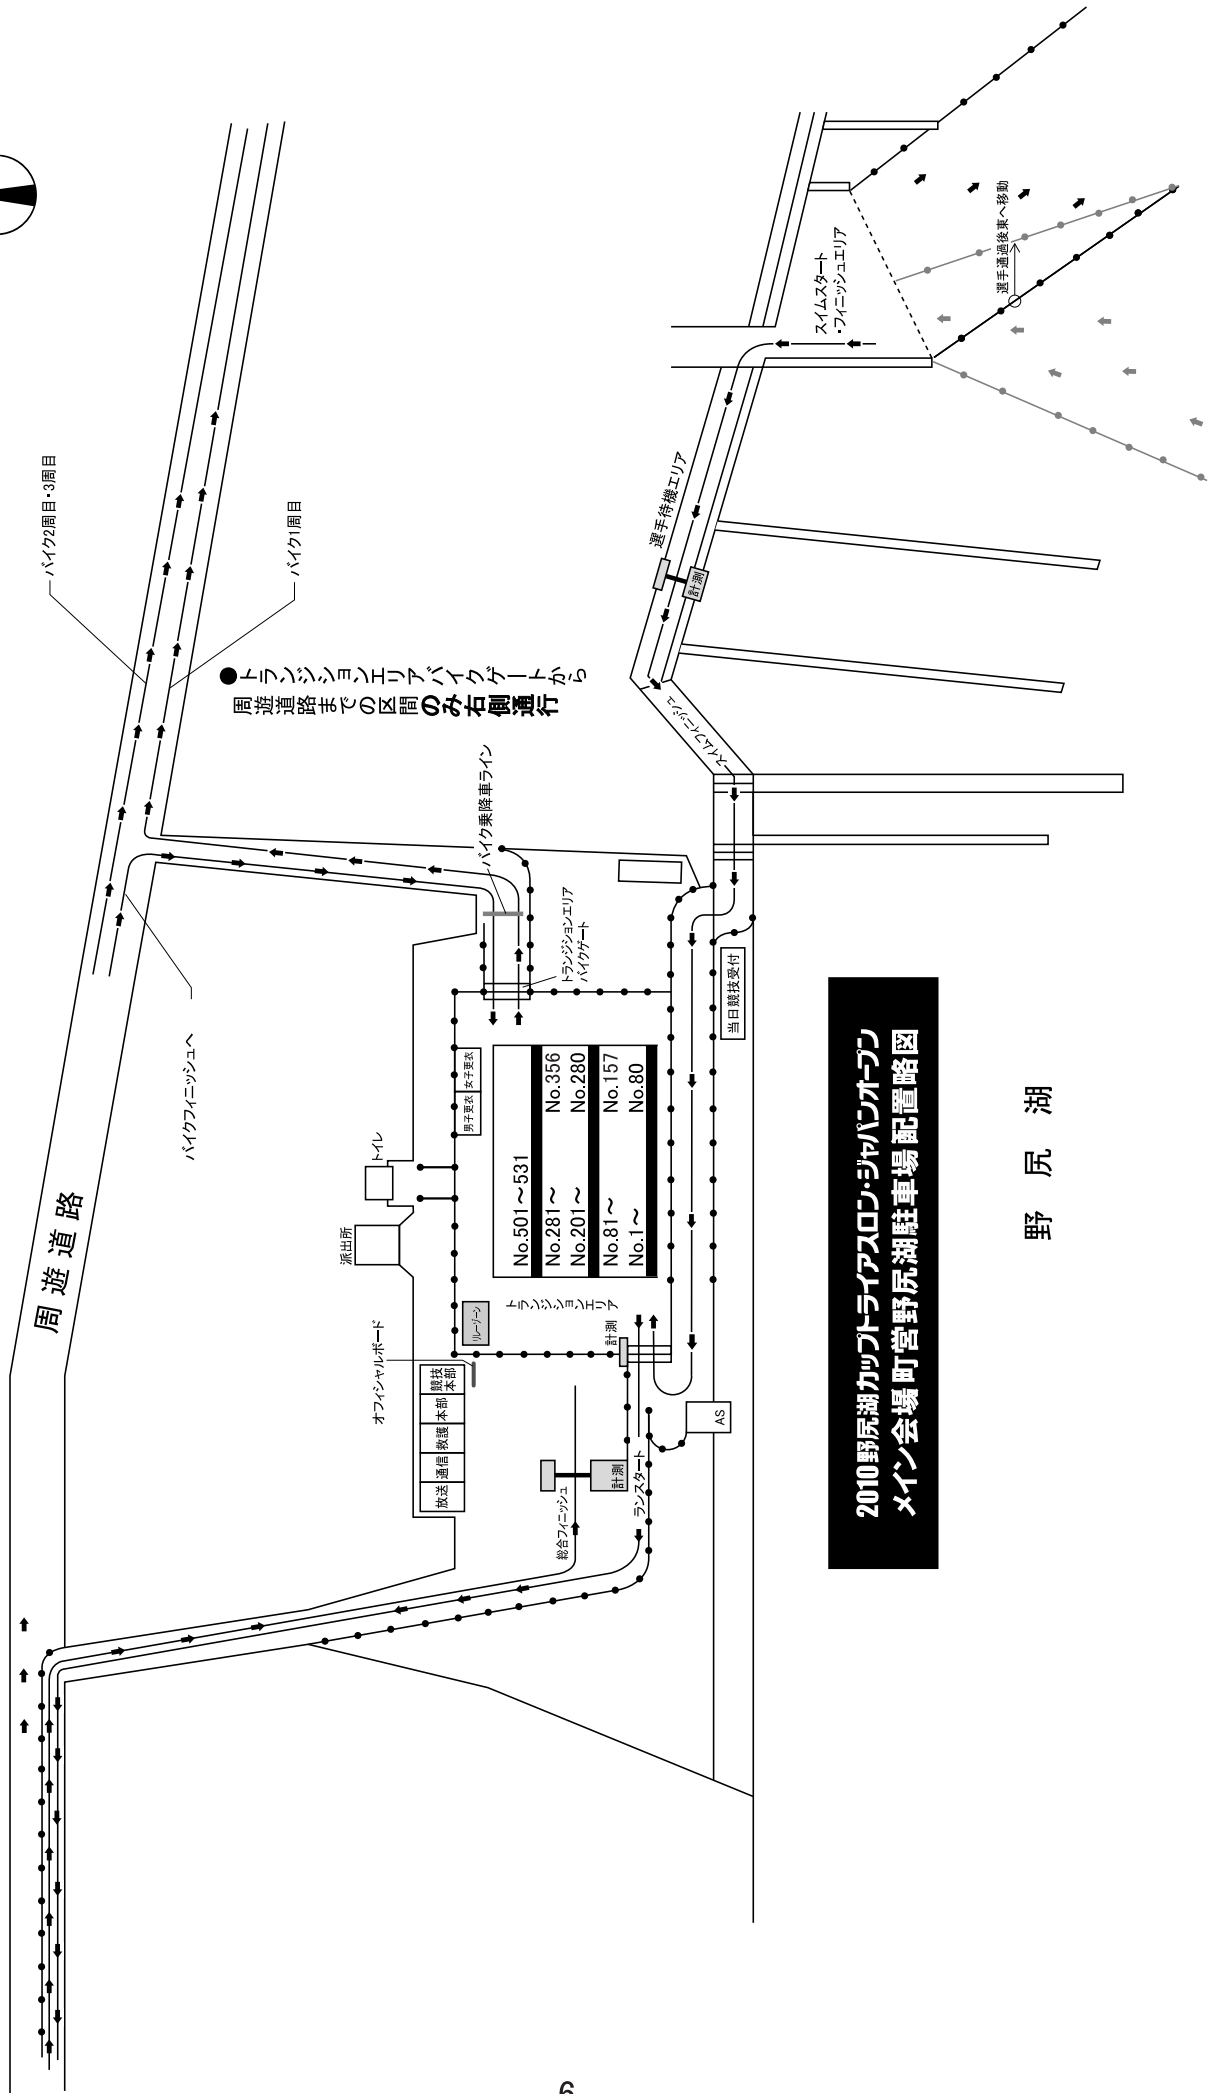 2010野尻湖カップトライアスロン・ジャパンオープン
メイン会場 町営野尻湖駐車場 配置略図
野尻湖
周遊道路
バイク2周目・3周目
バイク1周目
●トランジションエリアバイクゲートから
周遊道路までの区間のみ右側通行
バイクフィニッシュへ
バイク乗降車ライン
トランジションエリア
バイクゲート
トイレ
派出所
女子更衣
男子更衣
オフィシャルボード
リレーゾーン
競技
本部
本部
救護
通信
放送
No.501〜531
No.281〜 No.356
No.201〜 No.280
No.81〜 No.157
No.1〜 No.80
トランジションエリア
計測
計測
総合フィニッシュ
ランスタート
AS
当日競技受付
スイムフィニッシュ
計測
選手待機エリア
スイムスタート
・フィニッシュエリア
選手通過後東へ移動
6